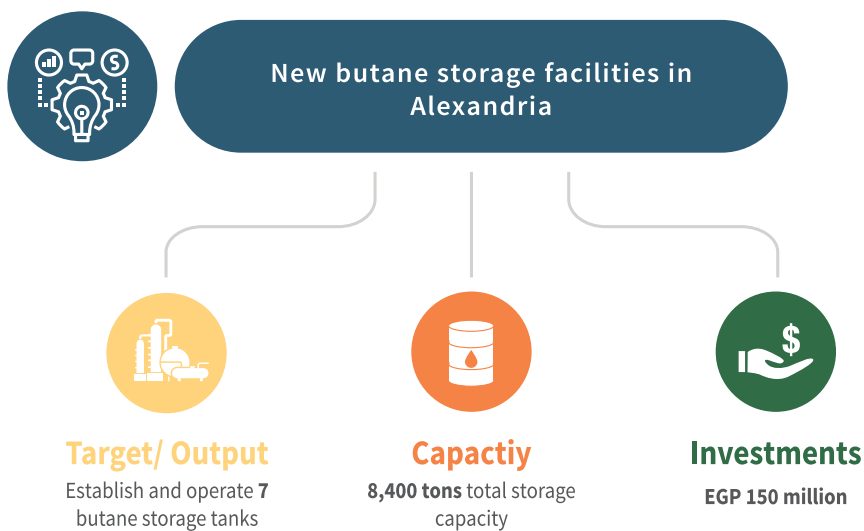 New butane storage facilities in
Alexandria
Target/ Output
Establish and operate 7
butane storage tanks
Capactiy
8,400 tons total storage
capacity
$
Investments
EGP 150 million